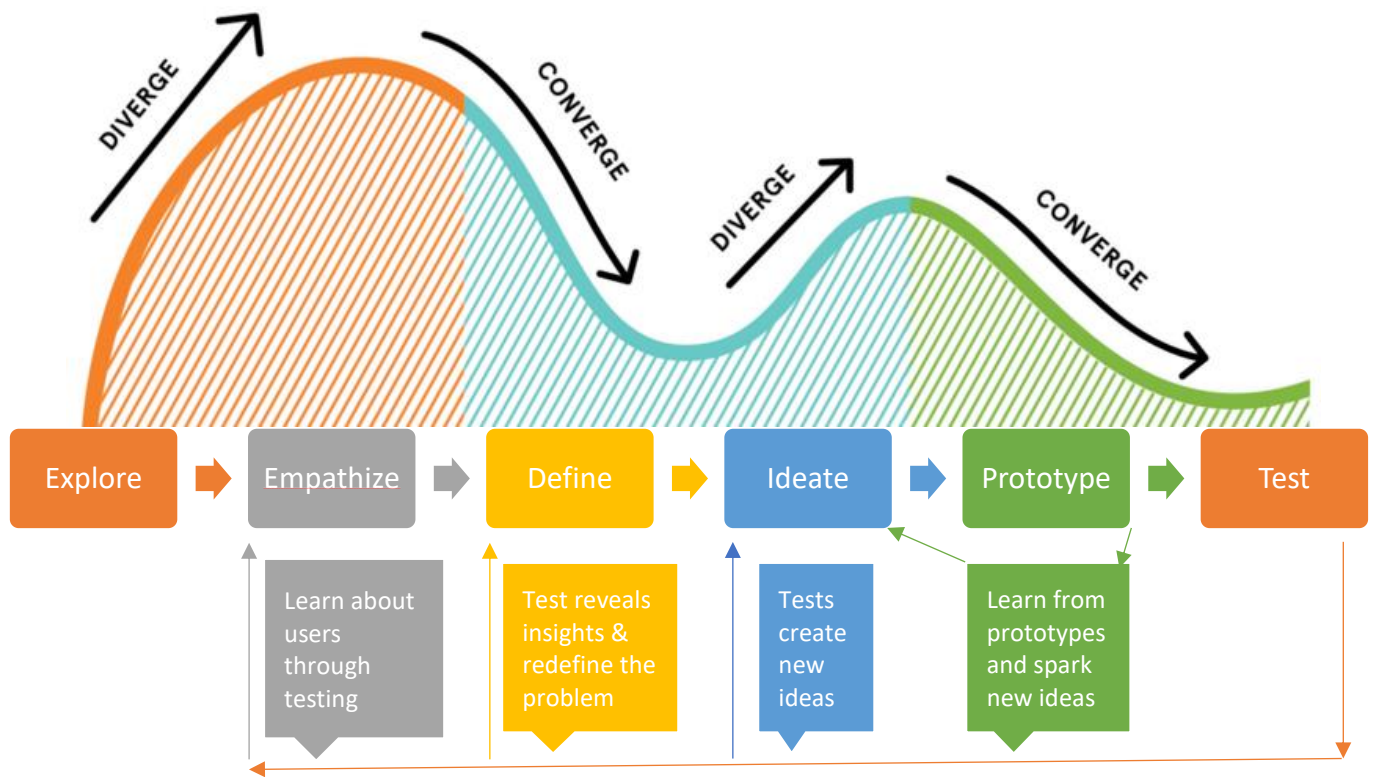 DIVERGE
CONVERGE
DIVERGE
CONVERGE
Explore
Empathize
Define
Ideate
Prototype
Test
Learn about
users
through
testing
Test reveals
insights &
redefine the
problem
Tests
create
new
ideas
Learn from
prototypes
and spark
new ideas